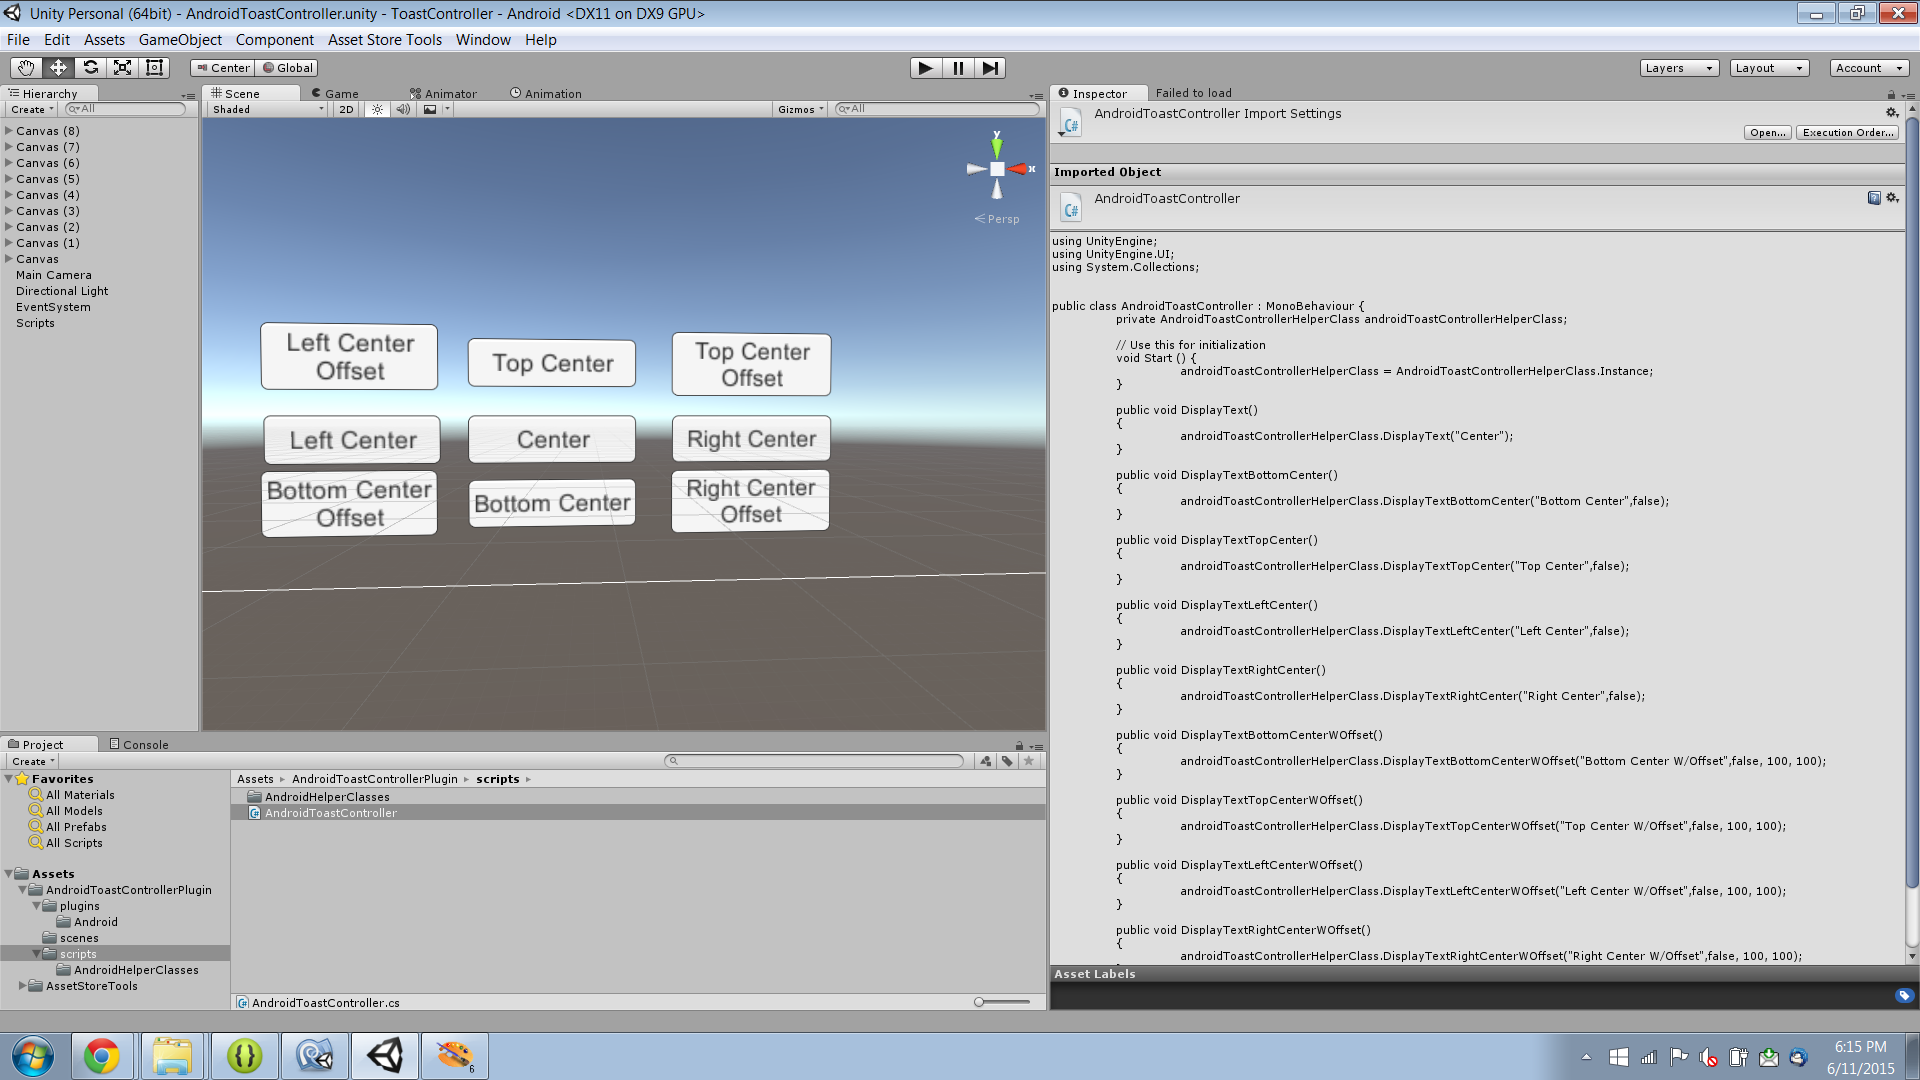 Unity Personal (64bit) - AndroidToastController.unity - ToastController - Android <DX11 on DX9 GPU>
File Edit Assets GameObject Component Asset Store Tools Window Help
Center Global
Layers Layout Account
Hierarchy
Create All
Canvas (8)
Canvas (7)
Canvas (6)
Canvas (5)
Canvas (4)
Canvas (3)
Canvas (2)
Canvas (1)
Canvas
Main Camera
Directional Light
EventSystem
Scripts
Scene Game Animator Animation
Shaded 2D Gizmos All
y
x
Persp
Left Center
Offset
Top Center
Top Center
Offset
Left Center
Center
Right Center
Bottom Center
Offset
Bottom Center
Right Center
Offset
Inspector Failed to load
AndroidToastController Import Settings
Open... Execution Order...
Imported Object
AndroidToastController
using UnityEngine;
using UnityEngine.UI;
using System.Collections;
public class AndroidToastController : MonoBehaviour {
private AndroidToastControllerHelperClass androidToastControllerHelperClass;
// Use this for initialization
void Start () {
androidToastControllerHelperClass = AndroidToastControllerHelperClass.Instance;
}
public void DisplayText()
{
androidToastControllerHelperClass.DisplayText("Center");
}
public void DisplayTextBottomCenter()
{
androidToastControllerHelperClass.DisplayTextBottomCenter("Bottom Center",false);
}
public void DisplayTextTopCenter()
{
androidToastControllerHelperClass.DisplayTextTopCenter("Top Center",false);
}
public void DisplayTextLeftCenter()
{
androidToastControllerHelperClass.DisplayTextLeftCenter("Left Center",false);
}
public void DisplayTextRightCenter()
{
androidToastControllerHelperClass.DisplayTextRightCenter("Right Center",false);
}
public void DisplayTextBottomCenterWOffset()
{
androidToastControllerHelperClass.DisplayTextBottomCenterWOffset("Bottom Center W/Offset",false, 100, 100);
}
public void DisplayTextTopCenterWOffset()
{
androidToastControllerHelperClass.DisplayTextTopCenterWOffset("Top Center W/Offset",false, 100, 100);
}
public void DisplayTextLeftCenterWOffset()
{
androidToastControllerHelperClass.DisplayTextLeftCenterWOffset("Left Center W/Offset",false, 100, 100);
}
public void DisplayTextRightCenterWOffset()
{
androidToastControllerHelperClass.DisplayTextRightCenterWOffset("Right Center W/Offset",false, 100, 100);
Asset Labels
Project Console
Create
Favorites
All Materials
All Models
All Prefabs
All Scripts
Assets
AndroidToastControllerPlugin
plugins
Android
scenes
scripts
AndroidHelperClasses
AssetStoreTools
Assets AndroidToastControllerPlugin scripts
AndroidHelperClasses
AndroidToastController
AndroidToastController.cs
6
6:15 PM
6/11/2015